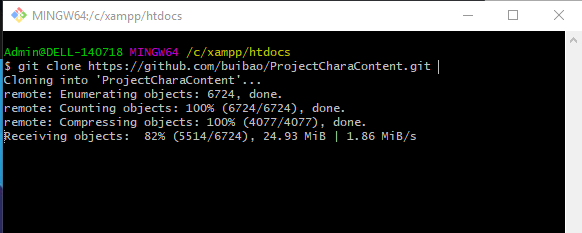 MINGW64:/c/xampp/htdocs
Admin@DELL-140718 MINGW64 /c/xampp/htdocs
$ git clone https://github.com/buibao/ProjectCharaContent.git
Cloning into 'ProjectCharaContent'...
remote: Enumerating objects: 6724, done.
remote: Counting objects: 100% (6724/6724), done.
remote: Compressing objects: 100% (4077/4077), done.
Receiving objects:  82% (5514/6724), 24.93 MiB | 1.86 MiB/s